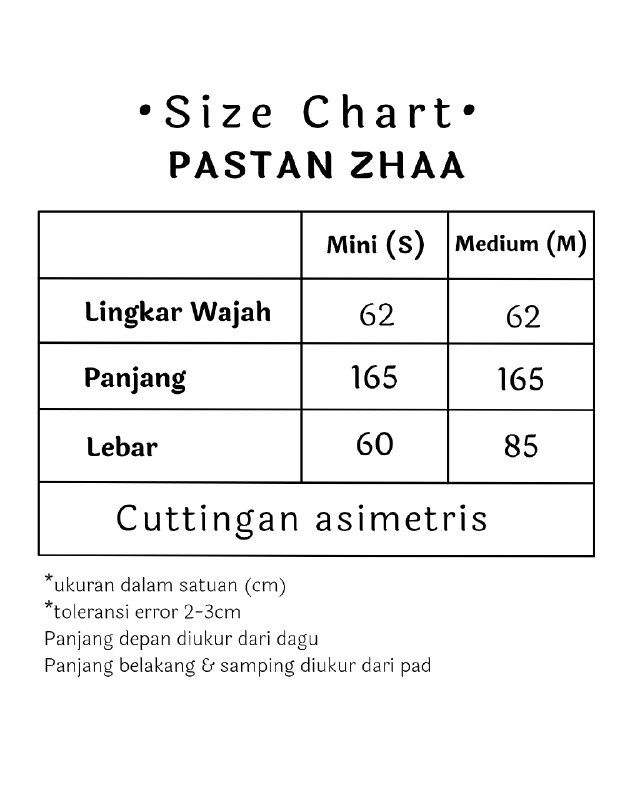 •Size Chart•
PASTAN ZHAA
Mini (S) Medium (M)
Lingkar Wajah 62 62
Panjang 165 165
Lebar 60 85
Cuttingan asimetris
*ukuran dalam satuan (cm)
*toleransi error 2-3cm
Panjang depan diukur dari dagu
Panjang belakang & samping diukur dari pad